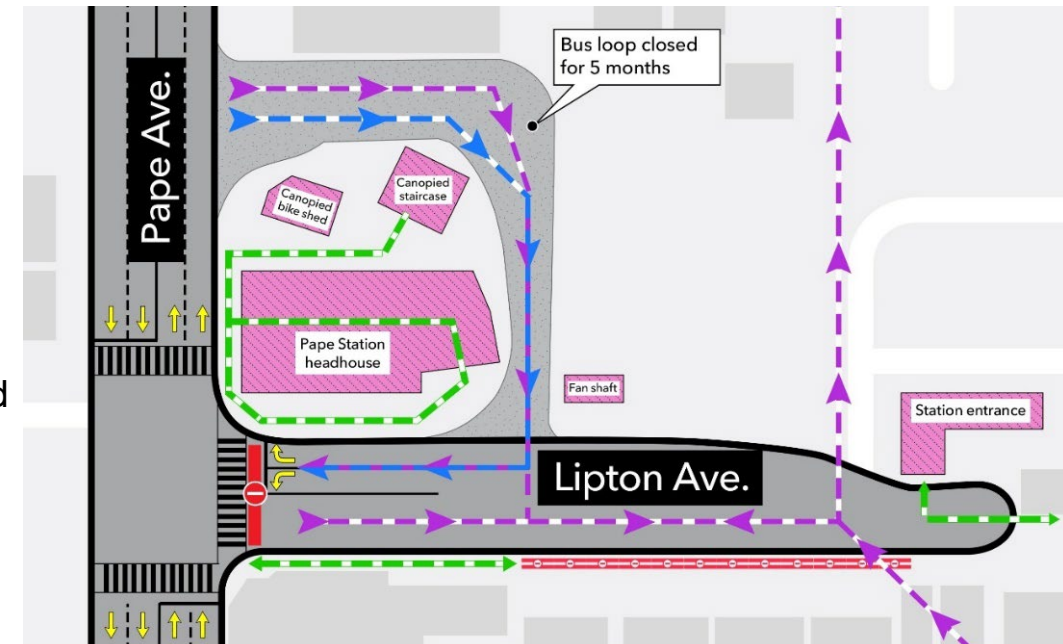 Bus loop closed
for 5 months
Pape Ave.
Canopied
bike shed
Canopied
staircase
Pape Station
headhouse
Fan shaft
Station entrance
Lipton Ave.